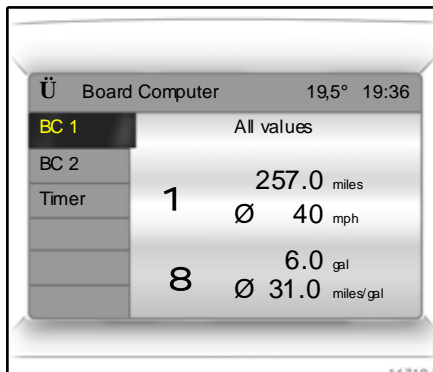 Ü Board Computer 19,5° 19:36
BC 1
All values
BC 2
Timer
1
257.0 miles
Ø 40 mph
8
6.0 gal
Ø 31.0 miles/gal